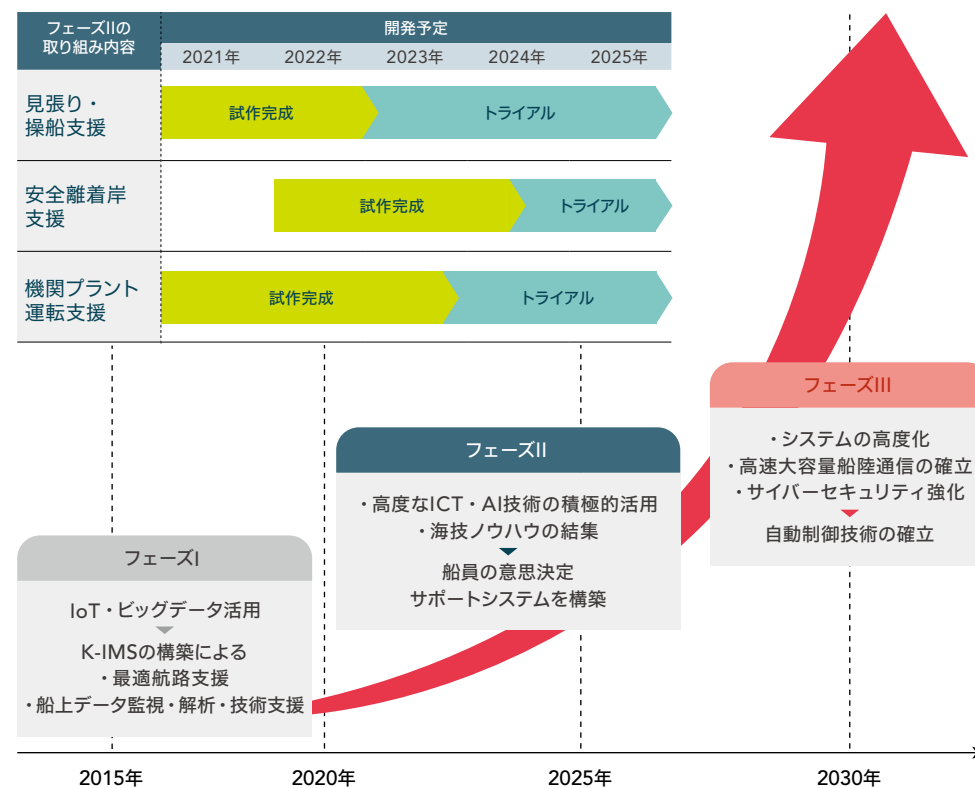 フェーズIIの
取り組み内容
開発予定
2021年 2022年 2023年 2024年 2025年
見張り・
操船支援
試作完成 トライアル
安全離着岸
支援
試作完成 トライアル
機関プラント
運転支援
試作完成 トライアル
フェーズIII
・システムの高度化
・高速大容量船陸通信の確立
・サイバーセキュリティ強化
自動制御技術の確立
フェーズII
・高度なICT・AI技術の積極的活用
・海技ノウハウの結集
船員の意思決定
サポートシステムを構築
フェーズI
IoT・ビッグデータ活用
K-IMSの構築による
・最適航路支援
・船上データ監視・解析・技術支援
2015年 2020年 2025年 2030年